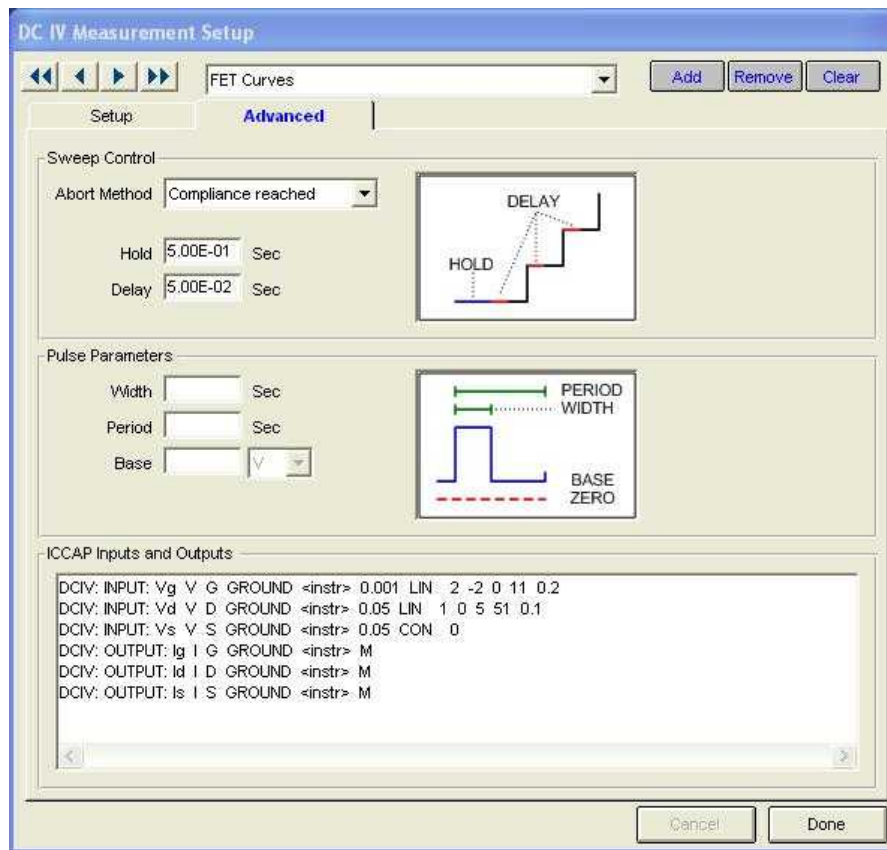 DC IV Measurement Setup
FET Curves
Add Remove Clear
Setup Advanced
Sweep Control
Abort Method Compliance reached
Hold 5.00E-01 Sec
Delay 5.00E-02 Sec
DELAY
HOLD
Pulse Parameters
Width Sec
Period Sec
Base V
PERIOD
WIDTH
BASE
ZERO
ICCAP Inputs and Outputs
DCIV: INPUT: Vg V G GROUND <instr> 0.001 LIN 2 -2 0 11 0.2
DCIV: INPUT: Vd V D GROUND <instr> 0.05 LIN 1 0 5 51 0.1
DCIV: INPUT: Vs V S GROUND <instr> 0.05 CON 0
DCIV: OUTPUT: Ig I G GROUND <instr> M
DCIV: OUTPUT: Id I D GROUND <instr> M
DCIV: OUTPUT: Is I S GROUND <instr> M
Cancel Done